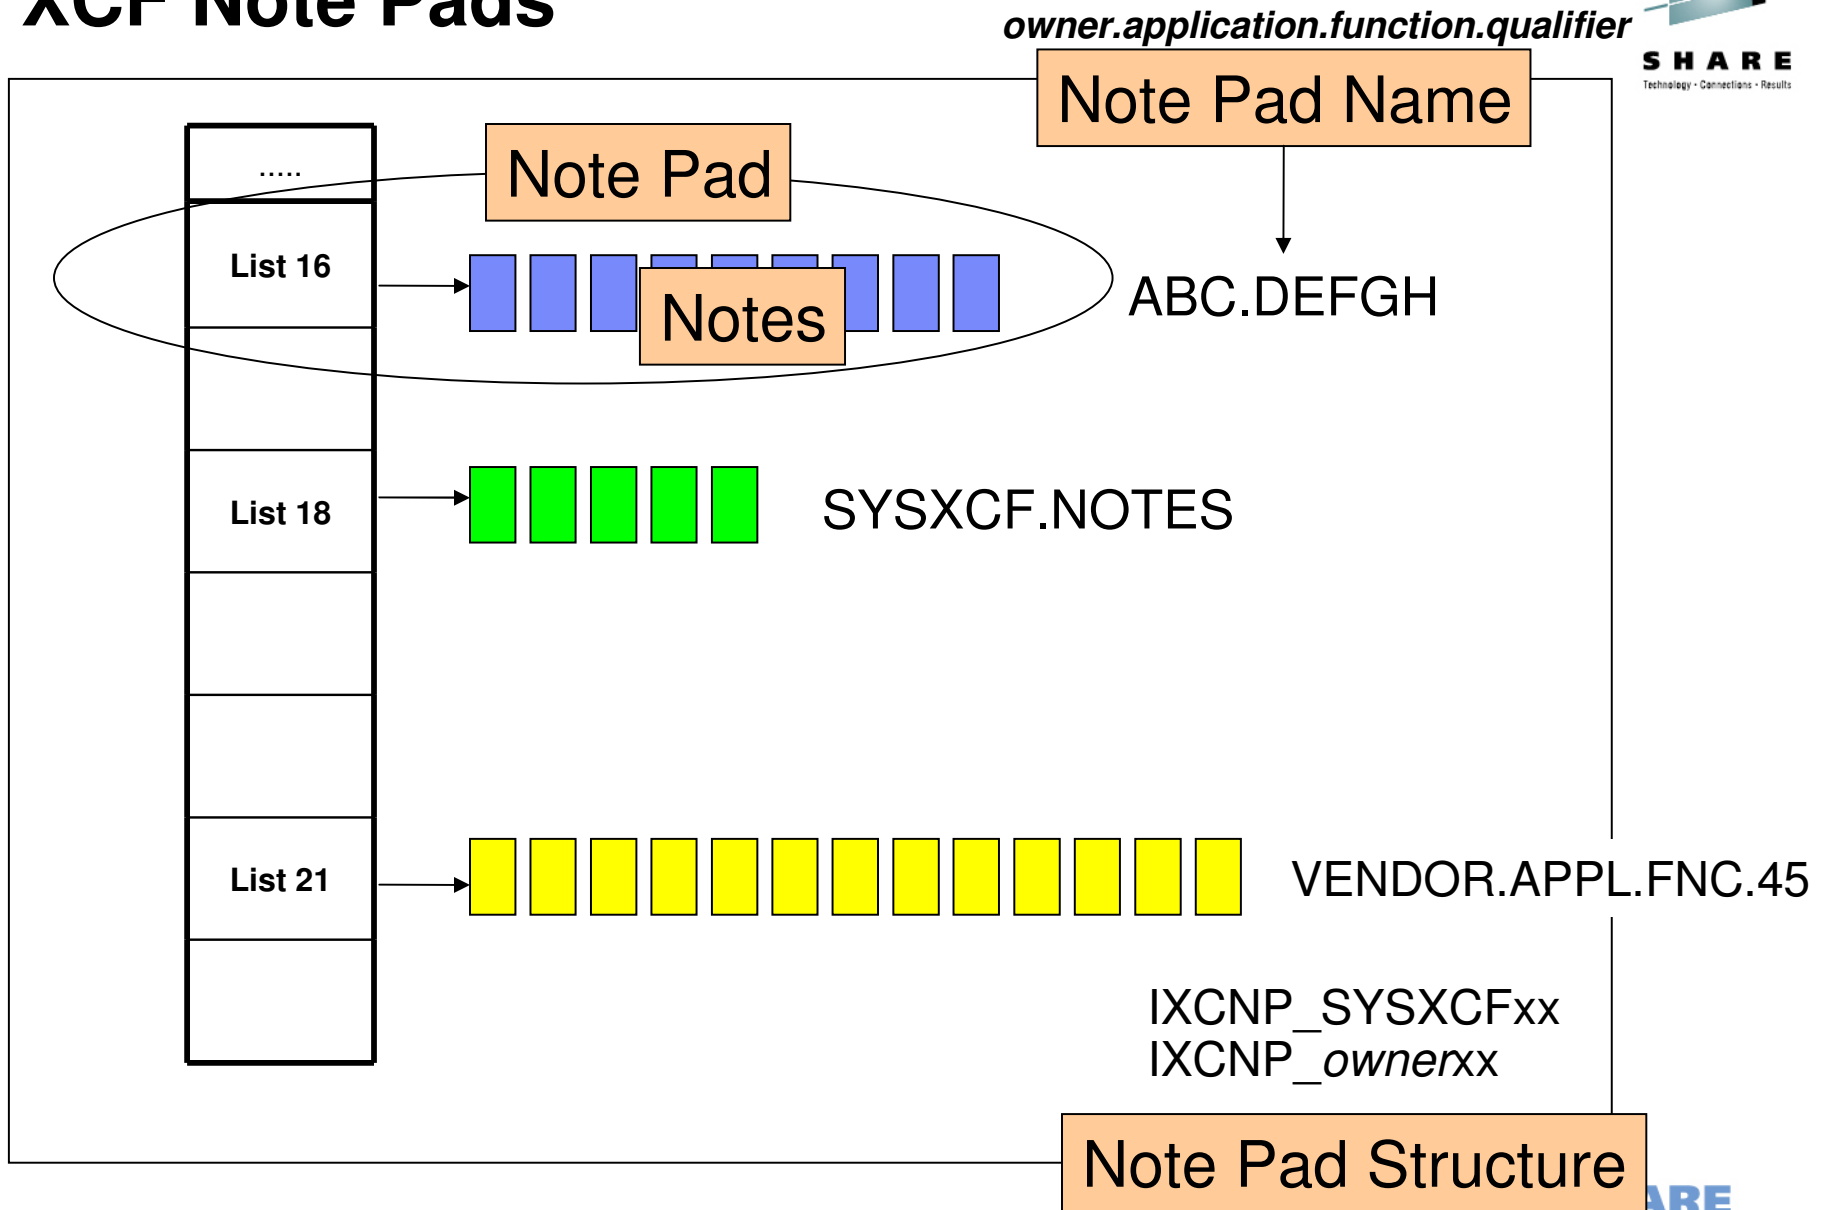 XCF Note Pads
owner.application.function.qualifier
SHARE
Technology · Connections · Results
Note Pad Name
Note Pad
.....
List 16
Notes
ABC.DEFGH
List 18
SYSXCF.NOTES
List 21
VENDOR.APPL.FNC.45
IXCNP_SYSXCFxx
IXCNP_ownerxx
Note Pad Structure
ARE